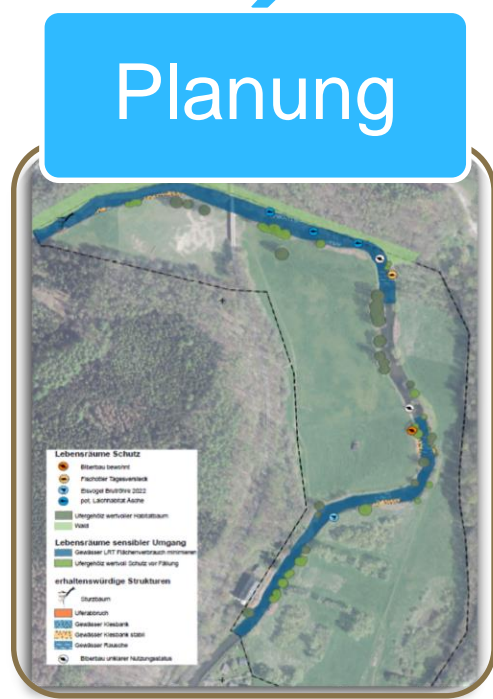 Planung
Lebensräume Schutz
Biberbau bewohnt
Fischotter Tagesversteck
Eisvogel Brutröhre 2022
pot. Laichhabitat Äsche
Ufergehölz wertvoller Habitatbaum
Wald
Lebensräume sensibler Umgang
Gewässer LRT Flächenverbrauch minimieren
Ufergehölz wertvoll Schutz vor Fällung
erhaltenswürdige Strukturen
Sturzbaum
Uferabbruch
Gewässer Kiesbank
Gewässer Kiesbank stabil
Gewässer Rausche
Biberbau unklarer Nutzungsstatus